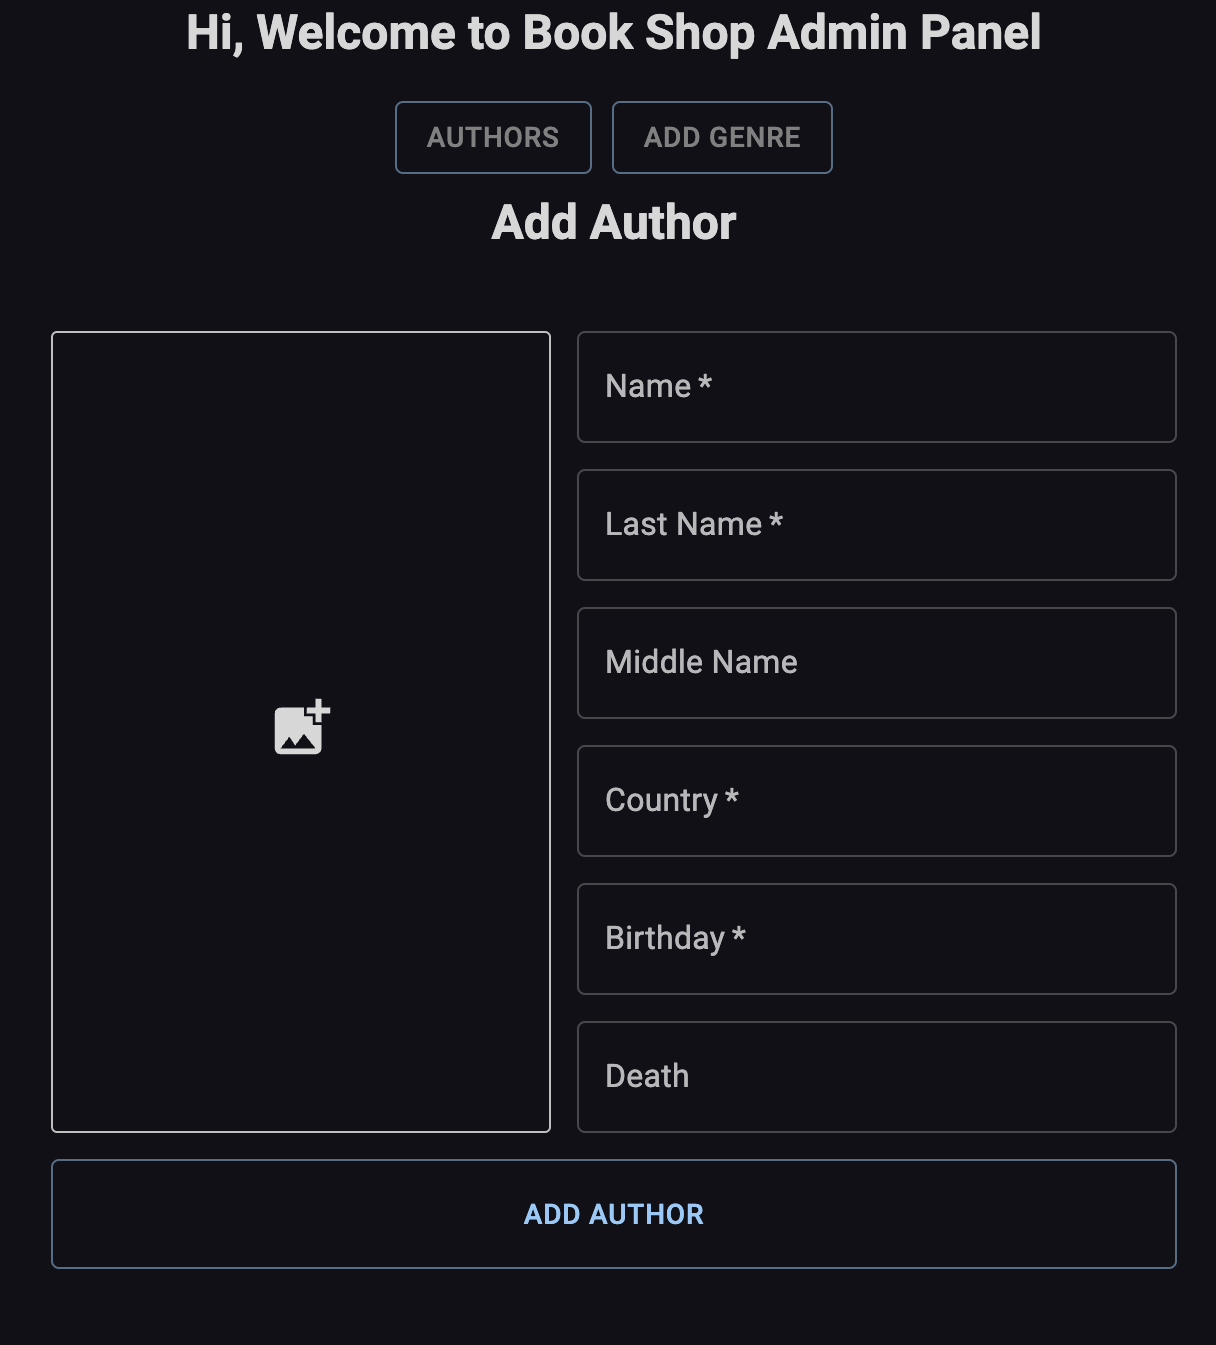 Hi, Welcome to Book Shop Admin Panel
AUTHORS
ADD GENRE
Add Author
Name *
Last Name *
Middle Name
Country *
Birthday *
Death
ADD AUTHOR